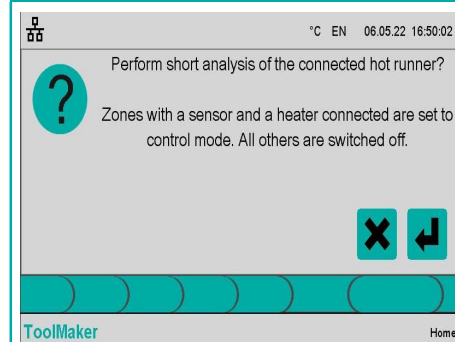 °C EN 06.05.22 16:50:02
Perform short analysis of the connected hot runner?
Zones with a sensor and a heater connected are set to
control mode. All others are switched off.
ToolMaker Home